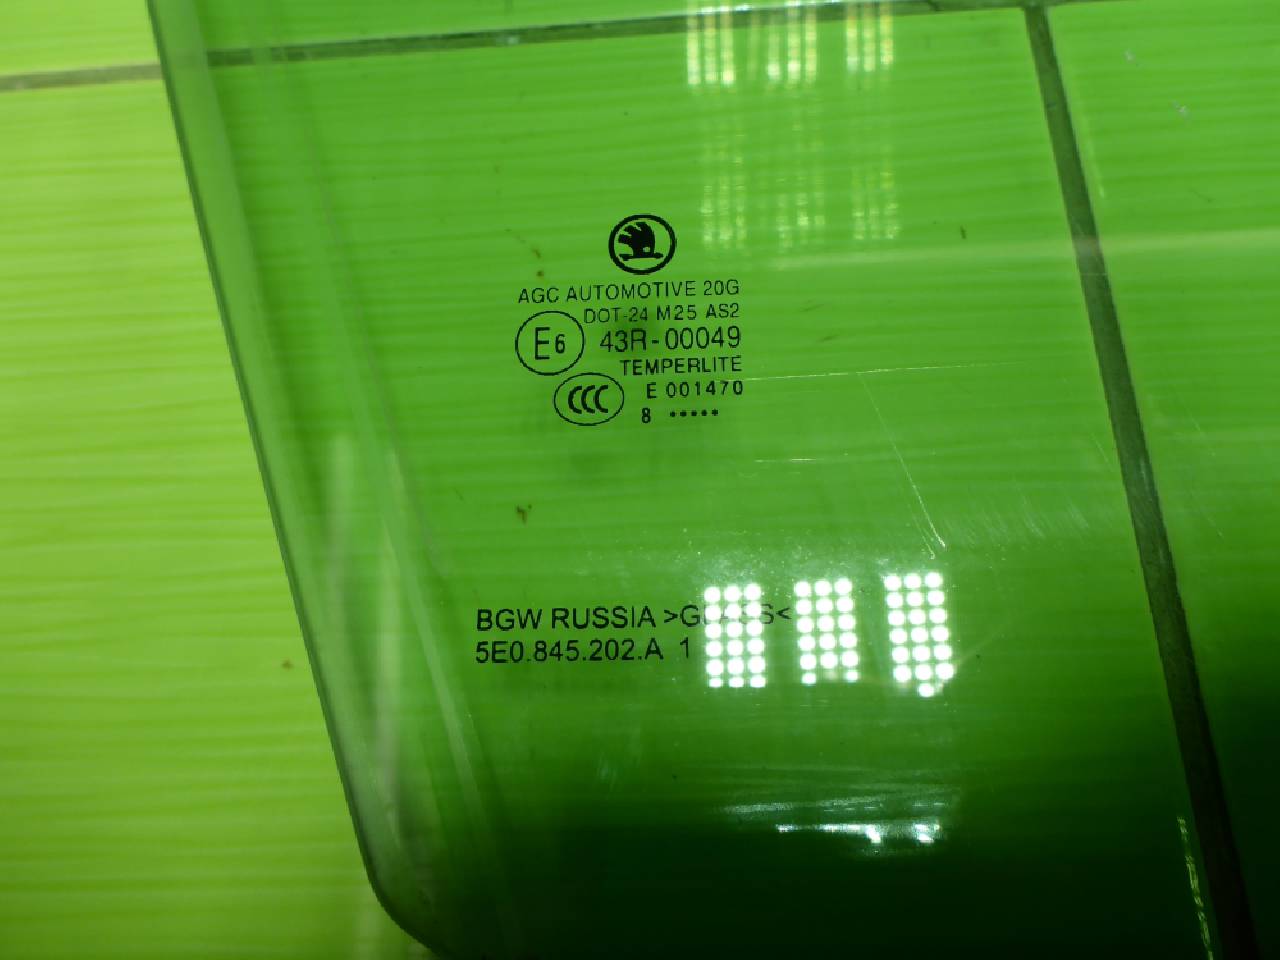 AGC AUTOMOTIVE 20G
DOT-24 M25 AS2
E6 43R-00049
TEMPERLITE
CCC E 001470
8 •••••
BGW RUSSIA >GLASS<
5E0.845.202.A 1